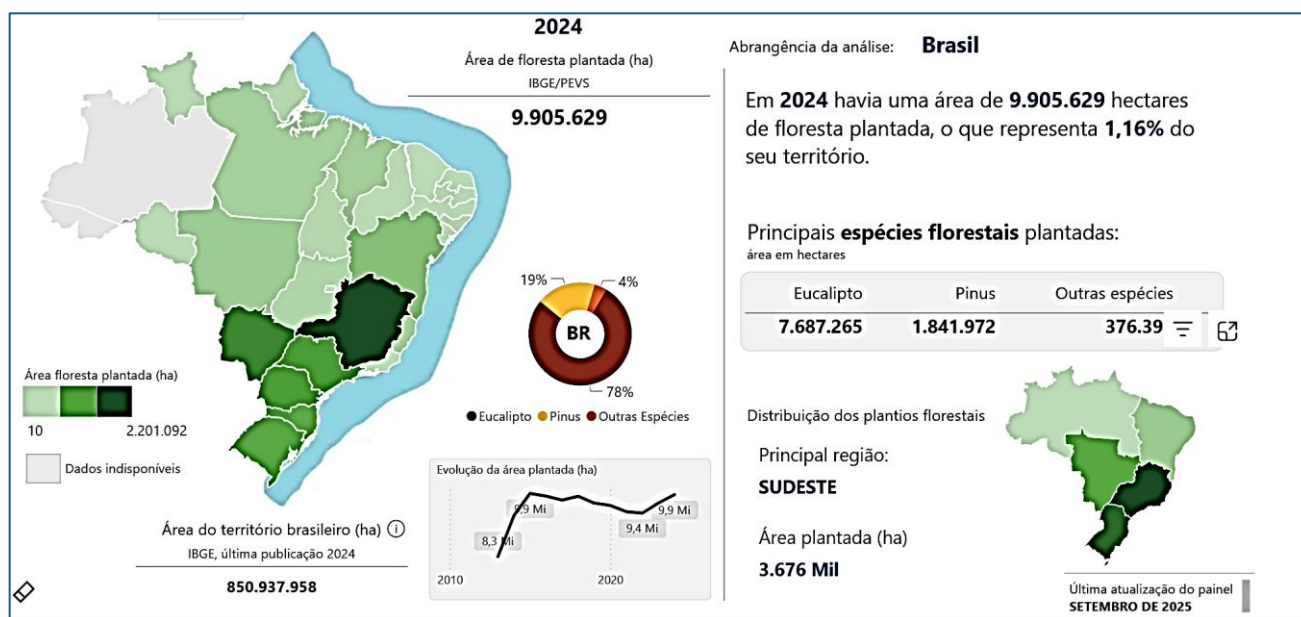 2024
Área de floresta plantada (ha)
IBGE/PEVS
9.905.629
19%
4%
BR
78%
Eucalipto Pinus Outras Espécies
Área floresta plantada (ha)
10 2.201.092
Dados indisponíveis
Evolução da área plantada (ha)
8,3 Mi
9,9 Mi
9,4 Mi
9,9 Mi
2010 2020
Área do território brasileiro (ha)
IBGE, última publicação 2024
850.937.958
Abrangência da análise: Brasil
Em 2024 havia uma área de 9.905.629 hectares
de floresta plantada, o que representa 1,16% do
seu território.
Principais espécies florestais plantadas:
área em hectares
Eucalipto Pinus Outras espécies
7.687.265 1.841.972 376.39
Distribuição dos plantios florestais
Principal região:
SUDESTE
Área plantada (ha)
3.676 Mil
Última atualização do painel
SETEMBRO DE 2025